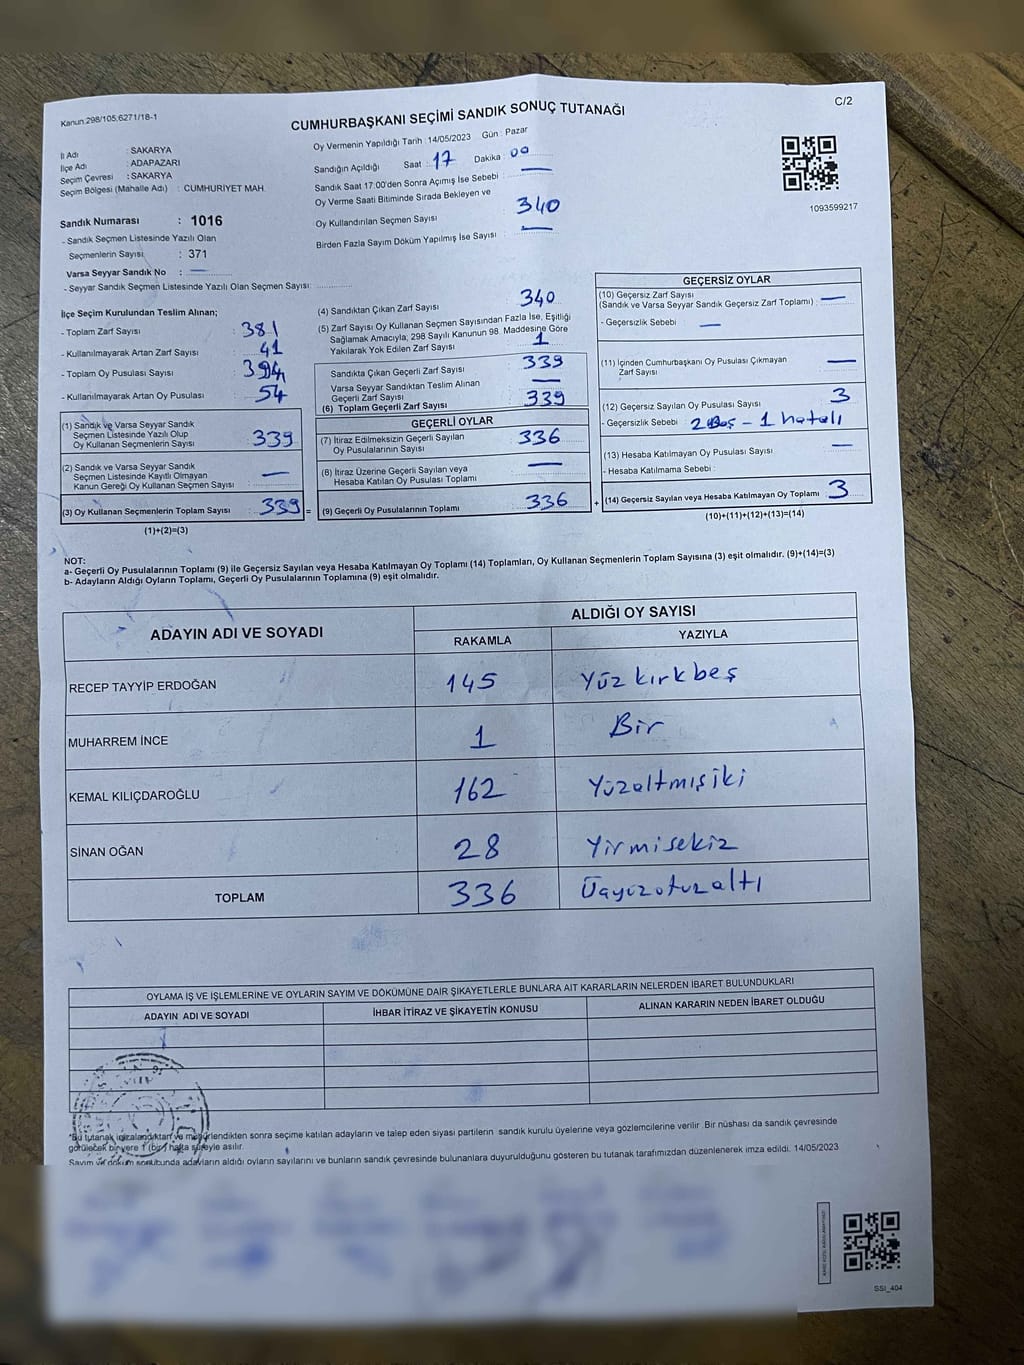 Kanun:298/105;6271/18-1
CUMHURBAŞKANI SEÇİMİ SANDIK SONUÇ TUTANAĞI
C/2
İl Adı : SAKARYA
İlçe Adı : ADAPAZARI
Seçim Çevresi : SAKARYA
Seçim Bölgesi (Mahalle Adı) : CUMHURİYET MAH.
Sandık Numarası : 1016
- Sandık Seçmen Listesinde Yazılı Olan
Seçmenlerin Sayısı : 371
Varsa Seyyar Sandık No : —
- Seyyar Sandık Seçmen Listesinde Yazılı Olan Seçmen Sayısı:
Oy Vermenin Yapıldığı Tarih : 14/05/2023 Gün : Pazar
Sandığın Açıldığı Saat : 17 Dakika : 00
Sandık Saat 17:00'den Sonra Açımış İse Sebebi : —
Oy Verme Saati Bitiminde Sırada Bekleyen ve
Oy Kullandırılan Seçmen Sayısı : 340
Birden Fazla Sayım Döküm Yapılmış İse Sayısı : —
1093599217
İlçe Seçim Kurulundan Teslim Alınan;
- Toplam Zarf Sayısı : 381
- Kullanılmayarak Artan Zarf Sayısı : 41
- Toplam Oy Pusulası Sayısı :
- Kullanılmayarak Artan Oy Pusulası : 54
(1) Sandık ve Varsa Seyyar Sandık
Seçmen Listesinde Yazılı Olup
Oy Kullanan Seçmenlerin Sayısı : 339
(2) Sandık ve Varsa Seyyar Sandık
Seçmen Listesinde Kayıtlı Olmayan
Kanun Gereği Oy Kullanan Seçmen Sayısı : —
(3) Oy Kullanan Seçmenlerin Toplam Sayısı : 339 =
(1)+(2)=(3)
(4) Sandıktan Çıkan Zarf Sayısı : 340
(5) Zarf Sayısı Oy Kullanan Seçmen Sayısından Fazla İse, Eşitliği
Sağlamak Amacıyla; 298 Sayılı Kanunun 98. Maddesine Göre
Yakılarak Yok Edilen Zarf Sayısı : 1
Sandıkta Çıkan Geçerli Zarf Sayısı : 339
Varsa Seyyar Sandıktan Teslim Alınan
Geçerli Zarf Sayısı : —
(6) Toplam Geçerli Zarf Sayısı : 339
GEÇERLİ OYLAR
(7) İtiraz Edilmeksizin Geçerli Sayılan
Oy Pusulalarının Sayısı : 336
(8) İtiraz Üzerine Geçerli Sayılan veya
Hesaba Katılan Oy Pusulası Toplamı : —
(9) Geçerli Oy Pusulalarının Toplamı : 336 +
GEÇERSİZ OYLAR
(10) Geçersiz Zarf Sayısı
(Sandık ve Varsa Seyyar Sandık Geçersiz Zarf Toplamı) : —
- Geçersizlik Sebebi : —
(11) İçinden Cumhurbaşkanı Oy Pusulası Çıkmayan
Zarf Sayısı : —
(12) Geçersiz Sayılan Oy Pusulası Sayısı : 3
- Geçersizlik Sebebi : 2 Boş - 1 hatalı
(13) Hesaba Katılmayan Oy Pusulası Sayısı : —
- Hesaba Katılmama Sebebi :
(14) Geçersiz Sayılan veya Hesaba Katılmayan Oy Toplamı : 3
(10)+(11)+(12)+(13)=(14)
NOT:
a- Geçerli Oy Pusulalarının Toplamı (9) ile Geçersiz Sayılan veya Hesaba Katılmayan Oy Toplamı (14) Toplamları, Oy Kullanan Seçmenlerin Toplam Sayısına (3) eşit olmalıdır. (9)+(14)=(3)
b- Adayların Aldığı Oyların Toplamı, Geçerli Oy Pusulalarının Toplamına (9) eşit olmalıdır.
ADAYIN ADI VE SOYADI
ALDIĞI OY SAYISI
RAKAMLA YAZIYLA
RECEP TAYYİP ERDOĞAN 145 Yüz kırkbeş
MUHARREM İNCE 1 Bir
KEMAL KILIÇDAROĞLU 162 Yüzaltmışiki
SİNAN OĞAN 28 Yirmisekiz
TOPLAM 336 Üçyüzotuzaltı
OYLAMA İŞ VE İŞLEMLERİNE VE OYLARIN SAYIM VE DÖKÜMÜNE DAİR ŞİKAYETLERLE BUNLARA AİT KARARLARIN NELERDEN İBARET BULUNDUKLARI
ADAYIN ADI VE SOYADI İHBAR İTİRAZ VE ŞİKAYETİN KONUSU ALINAN KARARIN NEDEN İBARET OLDUĞU
*Bu tutanak imzalandıktan ve mühürlendikten sonra seçime katılan adayların ve talep eden siyasi partilerin sandık kurulu üyelerine veya gözlemcilerine verilir .Bir nüshası da sandık çevresinde
görülecek bir yere 1 (bir) hafta süreyle asılır.
Sayım ve döküm sonucunda adayların aldığı oyların sayılarını ve bunların sandık çevresinde bulunanlara duyurulduğunu gösteren bu tutanak tarafımızdan düzenlenerek imza edildi. 14/05/2023
SSI_404